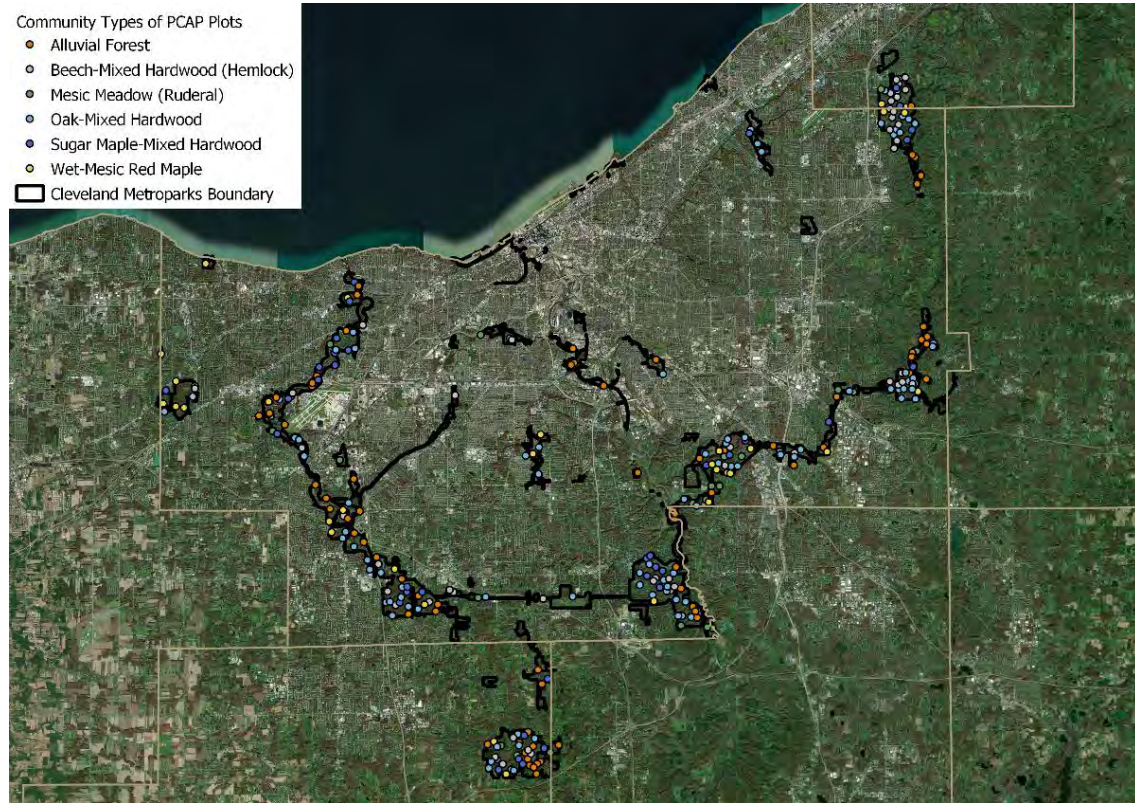 Community Types of PCAP Plots
Alluvial Forest
Beech-Mixed Hardwood (Hemlock)
Mesic Meadow (Ruderal)
Oak-Mixed Hardwood
Sugar Maple-Mixed Hardwood
Wet-Mesic Red Maple
Cleveland Metroparks Boundary